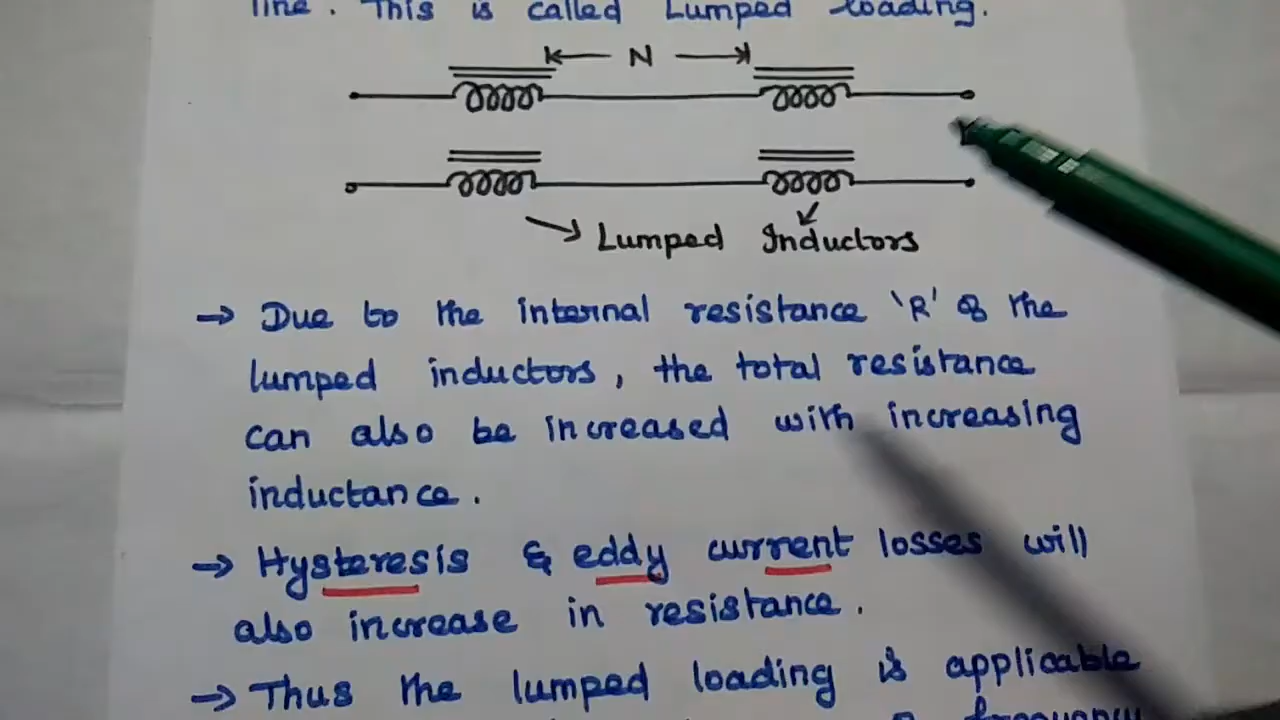 line. This is called Lumped loading.
N
Lumped Inductors
→ Due to the internal resistance 'R' of the
lumped inductors, the total resistance
can also be increased with increasing
inductance.
→ Hysteresis & eddy current losses will
also increase in resistance.
→ Thus the lumped loading is applicable
frequency